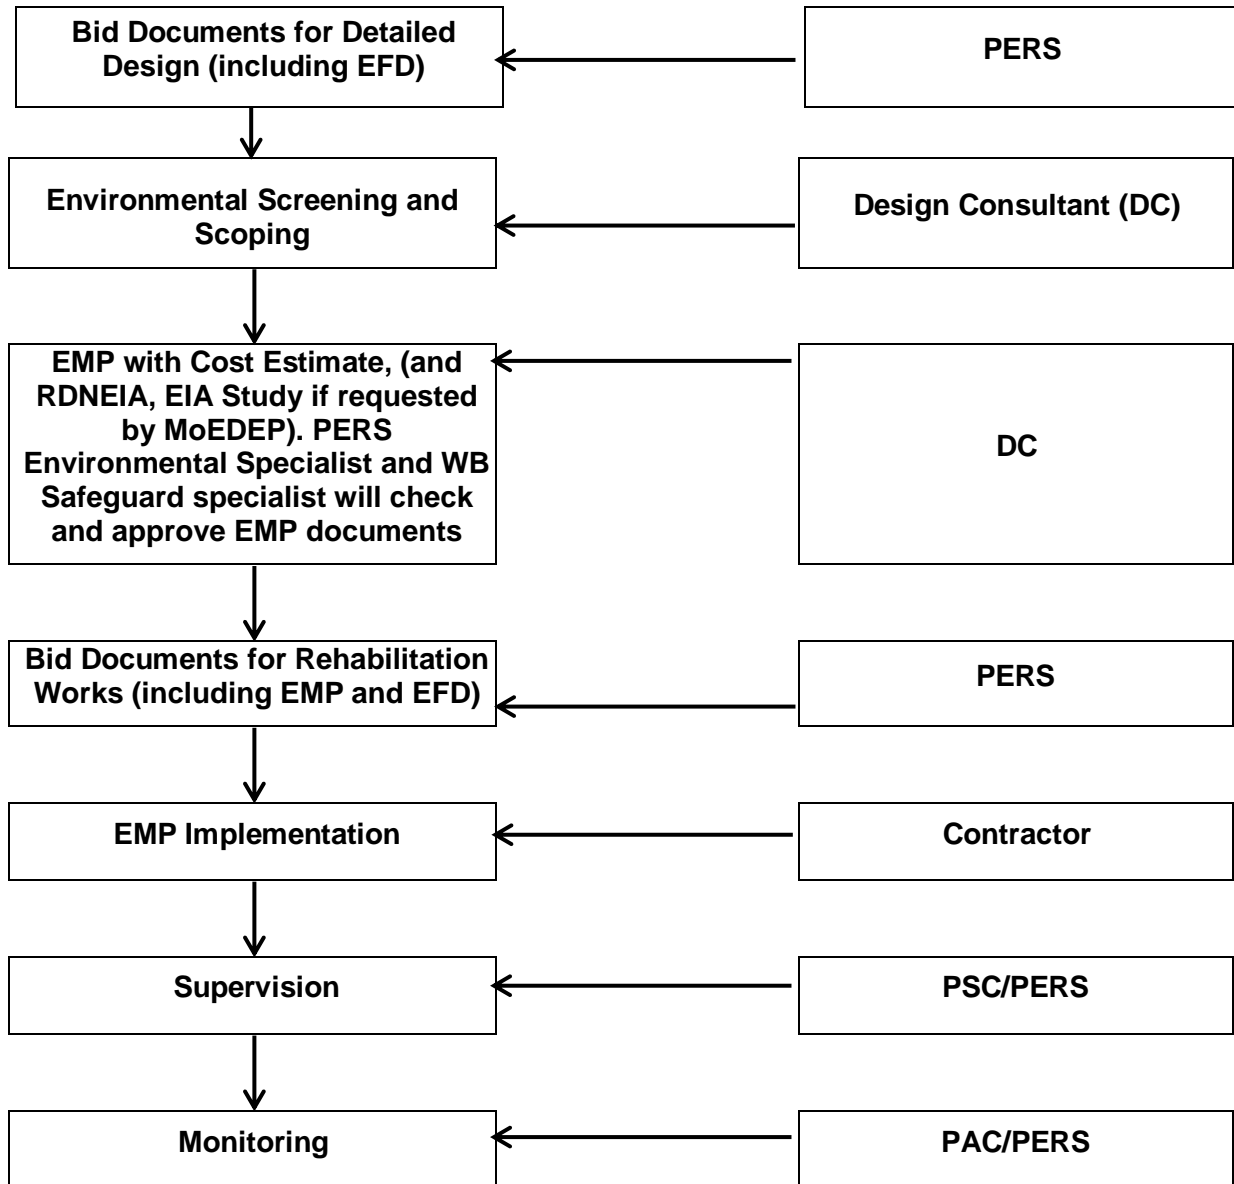 Bid Documents for Detailed
Design (including EFD)
PERS
Environmental Screening and
Scoping
Design Consultant (DC)
EMP with Cost Estimate, (and
RDNEIA, EIA Study if requested
by MoEDEP). PERS
Environmental Specialist and WB
Safeguard specialist will check
and approve EMP documents
DC
Bid Documents for Rehabilitation
Works (including EMP and EFD)
PERS
EMP Implementation
Contractor
Supervision
PSC/PERS
Monitoring
PAC/PERS